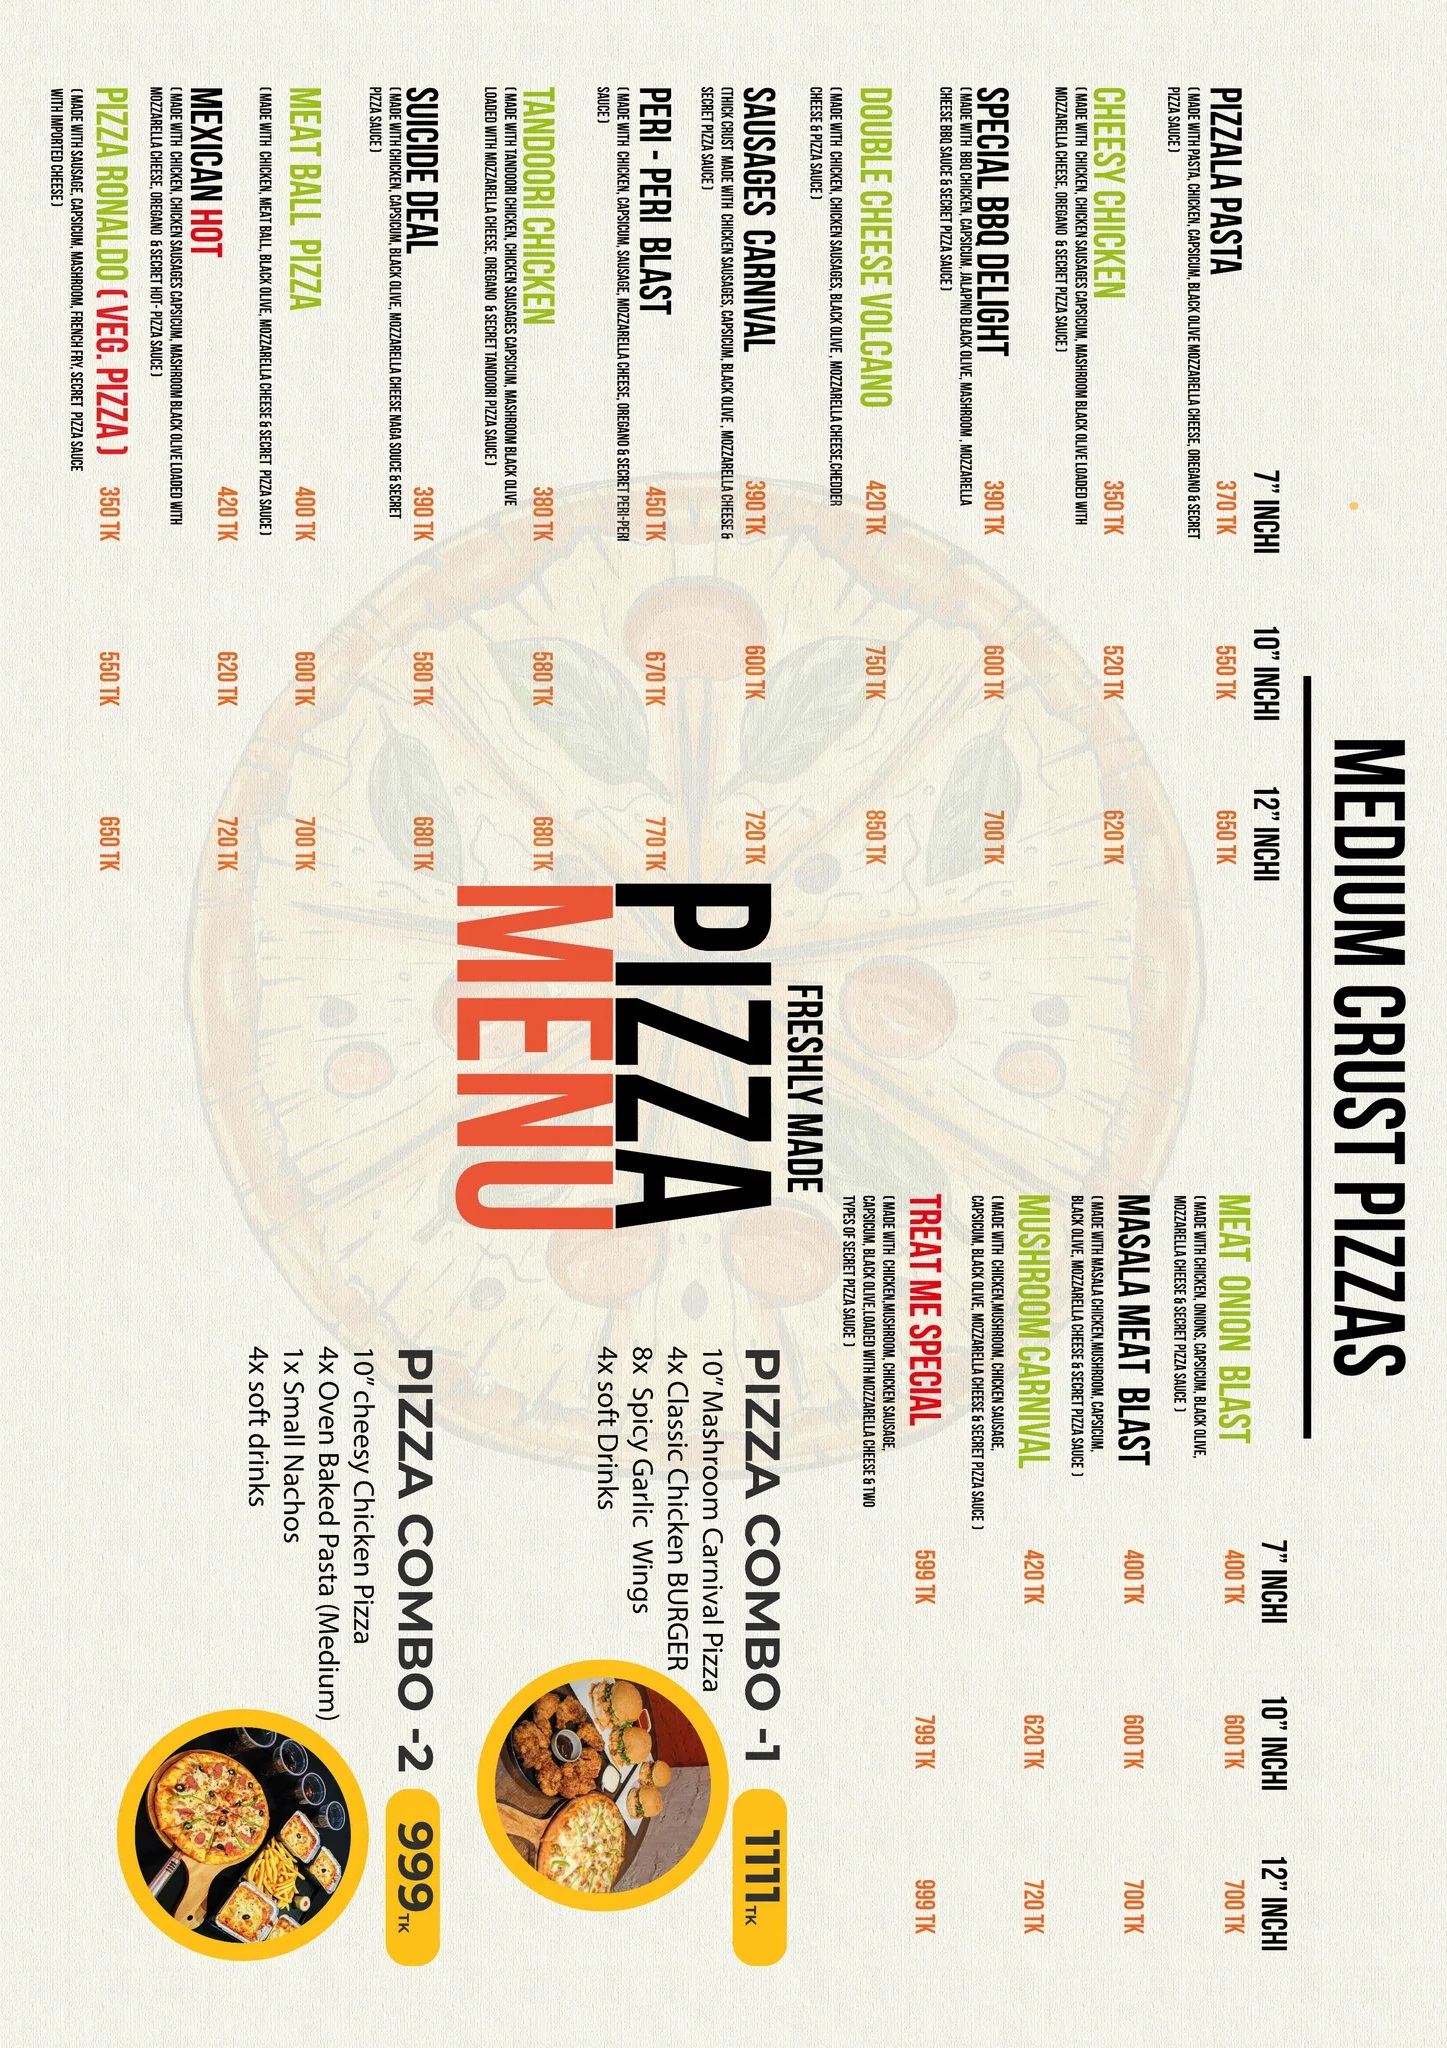 MEDIUM CRUST PIZZAS
7” INCHI 10” INCHI 12” INCHI
PIZZALA PASTA 370 TK 550 TK 650 TK
( MADE WITH PASTA, CHICKEN, CAPSICUM, BLACK OLIVE MOZZARELLA CHEESE, OREGANO & SECRET
PIZZA SAUCE )
CHEESY CHICKEN 350 TK 520 TK 620 TK
( MADE WITH CHICKEN, CHICKEN SAUSAGES CAPSICUM, MASHROOM BLACK OLIVE LOADED WITH
MOZZARELLA CHEESE, OREGANO & SECRET PIZZA SAUCE )
SPECIAL BBQ DELIGHT 390 TK 600 TK 700 TK
( MADE WITH BBQ CHICKEN, CAPSICUM, JALAPINO BLACK OLIVE, MASHROOM , MOZZARELLA
CHEESE BBQ SAUCE & SECRET PIZZA SAUCE )
DOUBLE CHEESE VOLCANO 420 TK 750 TK 850 TK
( MADE WITH CHICKEN, CHICKEN SAUSAGES, BLACK OLIVE , MOZZARELLA CHEESE,CHEDDER
CHEESE & PIZZA SAUCE )
SAUSAGES CARNIVAL 390 TK 600 TK 720 TK
(THICK CRUST MADE WITH CHICKEN SAUSAGES, CAPSICUM, BLACK OLIVE , MOZZARELLA CHEESE &
SECRET PIZZA SAUCE )
PERI - PERI BLAST 450 TK 670 TK 770 TK
( MADE WITH CHICKEN, CAPSICUM, SAUSAGE, MOZZARELLA CHEESE, OREGANO & SECRET PERI-PERI
SAUCE )
TANDOORI CHICKEN 380 TK 580 TK 680 TK
( MADE WITH TANDOORI CHICKEN, CHICKEN SAUSAGES CAPSICUM, MASHROOM BLACK OLIVE
LOADED WITH MOZZARELLA CHEESE, OREGANO & SECRET TANDOORI PIZZA SAUCE )
SUICIDE DEAL 390 TK 580 TK 680 TK
( MADE WITH CHICKEN, CAPSICUM, BLACK OLIVE, MOZZARELLA CHEESE NAGA SOUCE & SECRET
PIZZA SAUCE )
MEAT BALL PIZZA 400 TK 600 TK 700 TK
( MADE WITH CHICKEN, MEAT BALL, BLACK OLIVE, MOZZARELLA CHEESE & SECRET PIZZA SAUCE )
MEXICAN HOT 420 TK 620 TK 720 TK
( MADE WITH CHICKEN, CHICKEN SAUSAGES CAPSICUM, MASHROOM BLACK OLIVE LOADED WITH
MOZZARELLA CHEESE, OREGANO & SECRET HOT- PIZZA SAUCE )
PIZZA RONALDO ( VEG. PIZZA ) 350 TK 550 TK 650 TK
( MADE WITH SAUSAGE, CAPSICUM, MASHROOM, FRENCH FRY, SECRET PIZZA SAUCE
WITH IMPORTED CHEESE )
FRESHLY MADE
PIZZA
MENU
7” INCHI 10” INCHI 12” INCHI
MEAT ONION BLAST 400 TK 600 TK 700 TK
( MADE WITH CHICKEN, ONIONS, CAPSICUM, BLACK OLIVE,
MOZZARELLA CHEESE & SECRET PIZZA SAUCE )
MASALA MEAT BLAST 400 TK 600 TK 700 TK
( MADE WITH MASALA CHICKEN,MUSHROOM, CAPSICUM,
BLACK OLIVE, MOZZARELLA CHEESE & SECRET PIZZA SAUCE )
MUSHROOM CARNIVAL 420 TK 620 TK 720 TK
( MADE WITH CHICKEN,MUSHROOM, CHICKEN SAUSAGE,
CAPSICUM, BLACK OLIVE, MOZZARELLA CHEESE & SECRET PIZZA SAUCE )
TREAT ME SPECIAL 599 TK 799 TK 999 TK
( MADE WITH CHICKEN,MUSHROOM, CHICKEN SAUSAGE,
CAPSICUM, BLACK OLIVE,LOADED WITH MOZZARELLA CHEESE & TWO
TYPES OF SECRET PIZZA SAUCE )
PIZZA COMBO -1 1111 TK
10” Mashroom Carnival Pizza
4x Classic Chicken BURGER
8x Spicy Garlic Wings
4x soft Drinks
PIZZA COMBO -2 999 TK
10” cheesy Chicken Pizza
4x Oven Baked Pasta (Medium)
1x Small Nachos
4x soft drinks